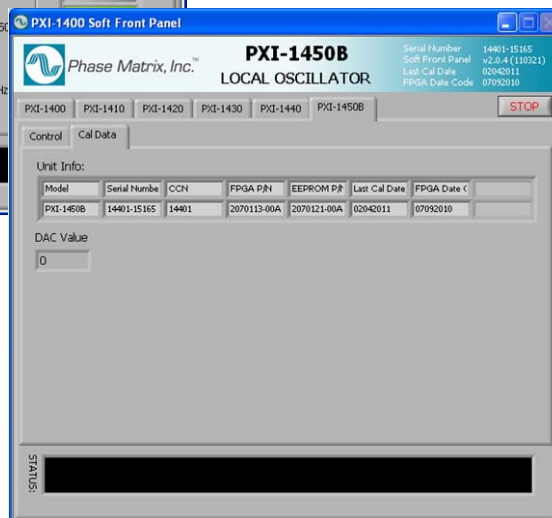 PXI-1400 Soft Front Panel
Phase Matrix, Inc.™
PXI-1450B
LOCAL OSCILLATOR
Serial Number 14401-15165
Soft Front Panel v2.0.4 (110321)
Last Cal Date 02042011
FPGA Date Code 07092010
PXI-1400 PXI-1410 PXI-1420 PXI-1430 PXI-1440 PXI-1450B STOP
Control Cal Data
Unit Info:
Model Serial Numbe CCN FPGA P/N EEPROM P/ Last Cal Date FPGA Date
PXI-1450B 14401-15165 14401 2070113-00A 2070121-00A 02042011 07092010
DAC Value
0
STATUS: